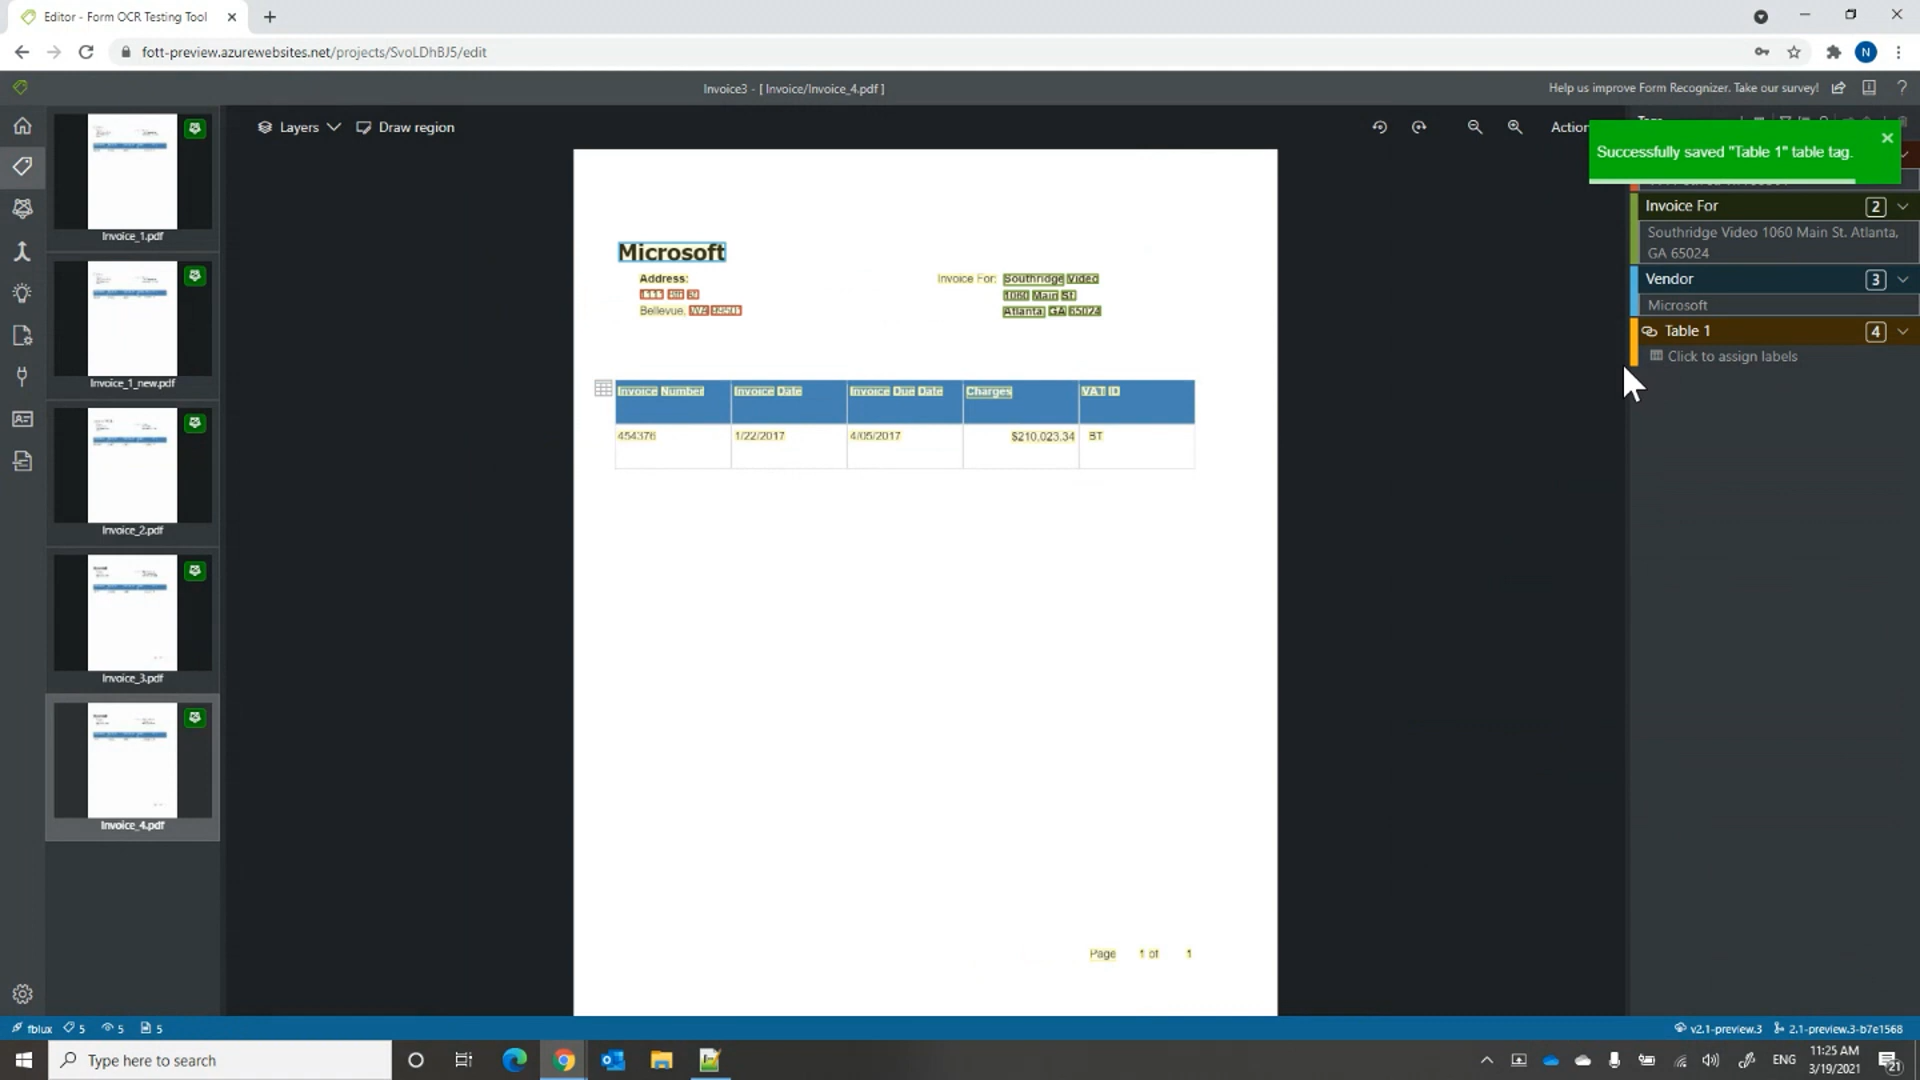 Editor - Form OCR Testing Tool
fott-preview.azurewebsites.net/projects/SvoLDhBJ5/edit
N
Invoice3 - [ Invoice/Invoice_4.pdf ]
Help us improve Form Recognizer. Take our survey!
Layers
Draw region
Action
Successfully saved "Table 1" table tag.
Invoice For
2
Southridge Video 1060 Main St. Atlanta,
GA 65024
Vendor
3
Microsoft
Table 1
4
Click to assign labels
Invoice_1.pdf
Invoice_1_new.pdf
Invoice_2.pdf
Invoice_3.pdf
Invoice_4.pdf
Microsoft
Address:
Bellevue, WA
Invoice For: Southridge Video
1060 Main St.
Atlanta, GA 65024
Invoice Number Invoice Date Invoice Due Date Charges VAT ID
454376 1/22/2017 4/05/2017 $210,023.34 BT
Page 1 of 1
fblux 5 5 5
v2.1-preview.3 2.1-preview.3-b7e1568
Type here to search
ENG
11:25 AM
3/19/2021
21